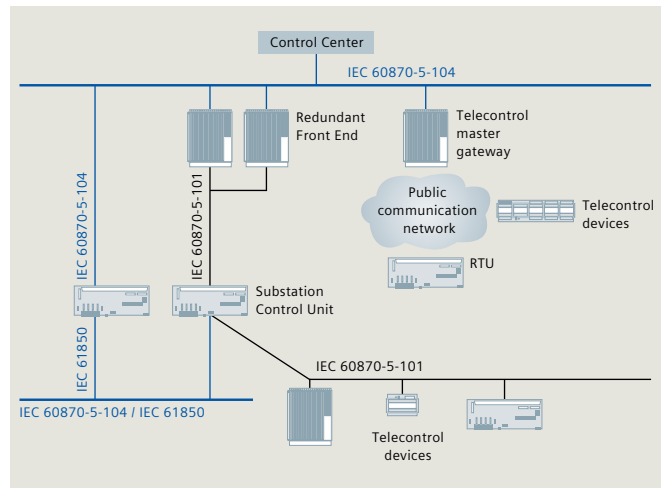 Control Center
IEC 60870-5-104
Redundant
Front End
Telecontrol
master
gateway
IEC 60870-5-104
IEC 60870-5-101
Public
communication
network
Telecontrol
devices
RTU
Substation
Control Unit
IEC 61850
IEC 60870-5-101
IEC 60870-5-104 / IEC 61850
Telecontrol
devices